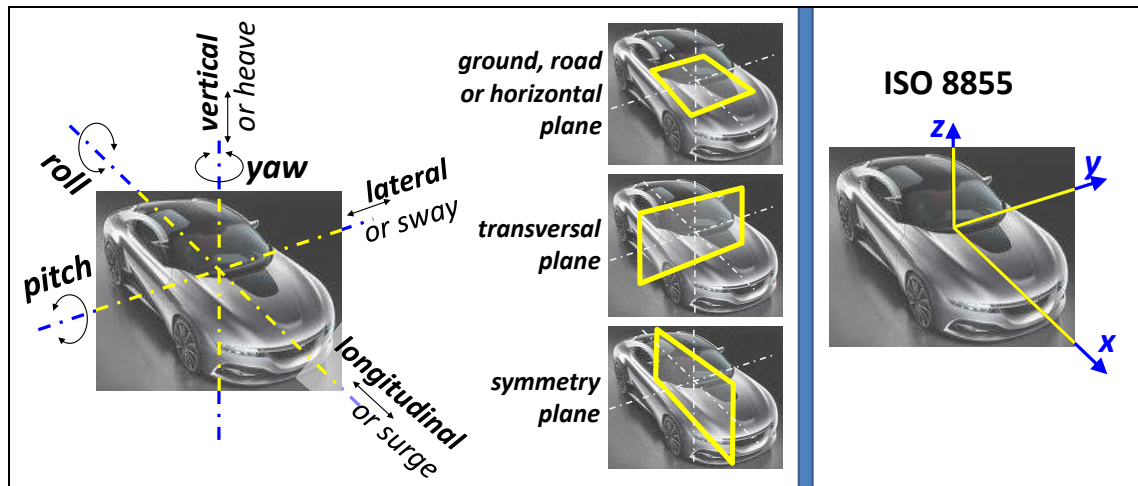 vertical
or heave
yaw
roll
lateral
or sway
pitch
longitudinal
or surge
ground, road
or horizontal
plane
transversal
plane
symmetry
plane
ISO 8855
z
y
x